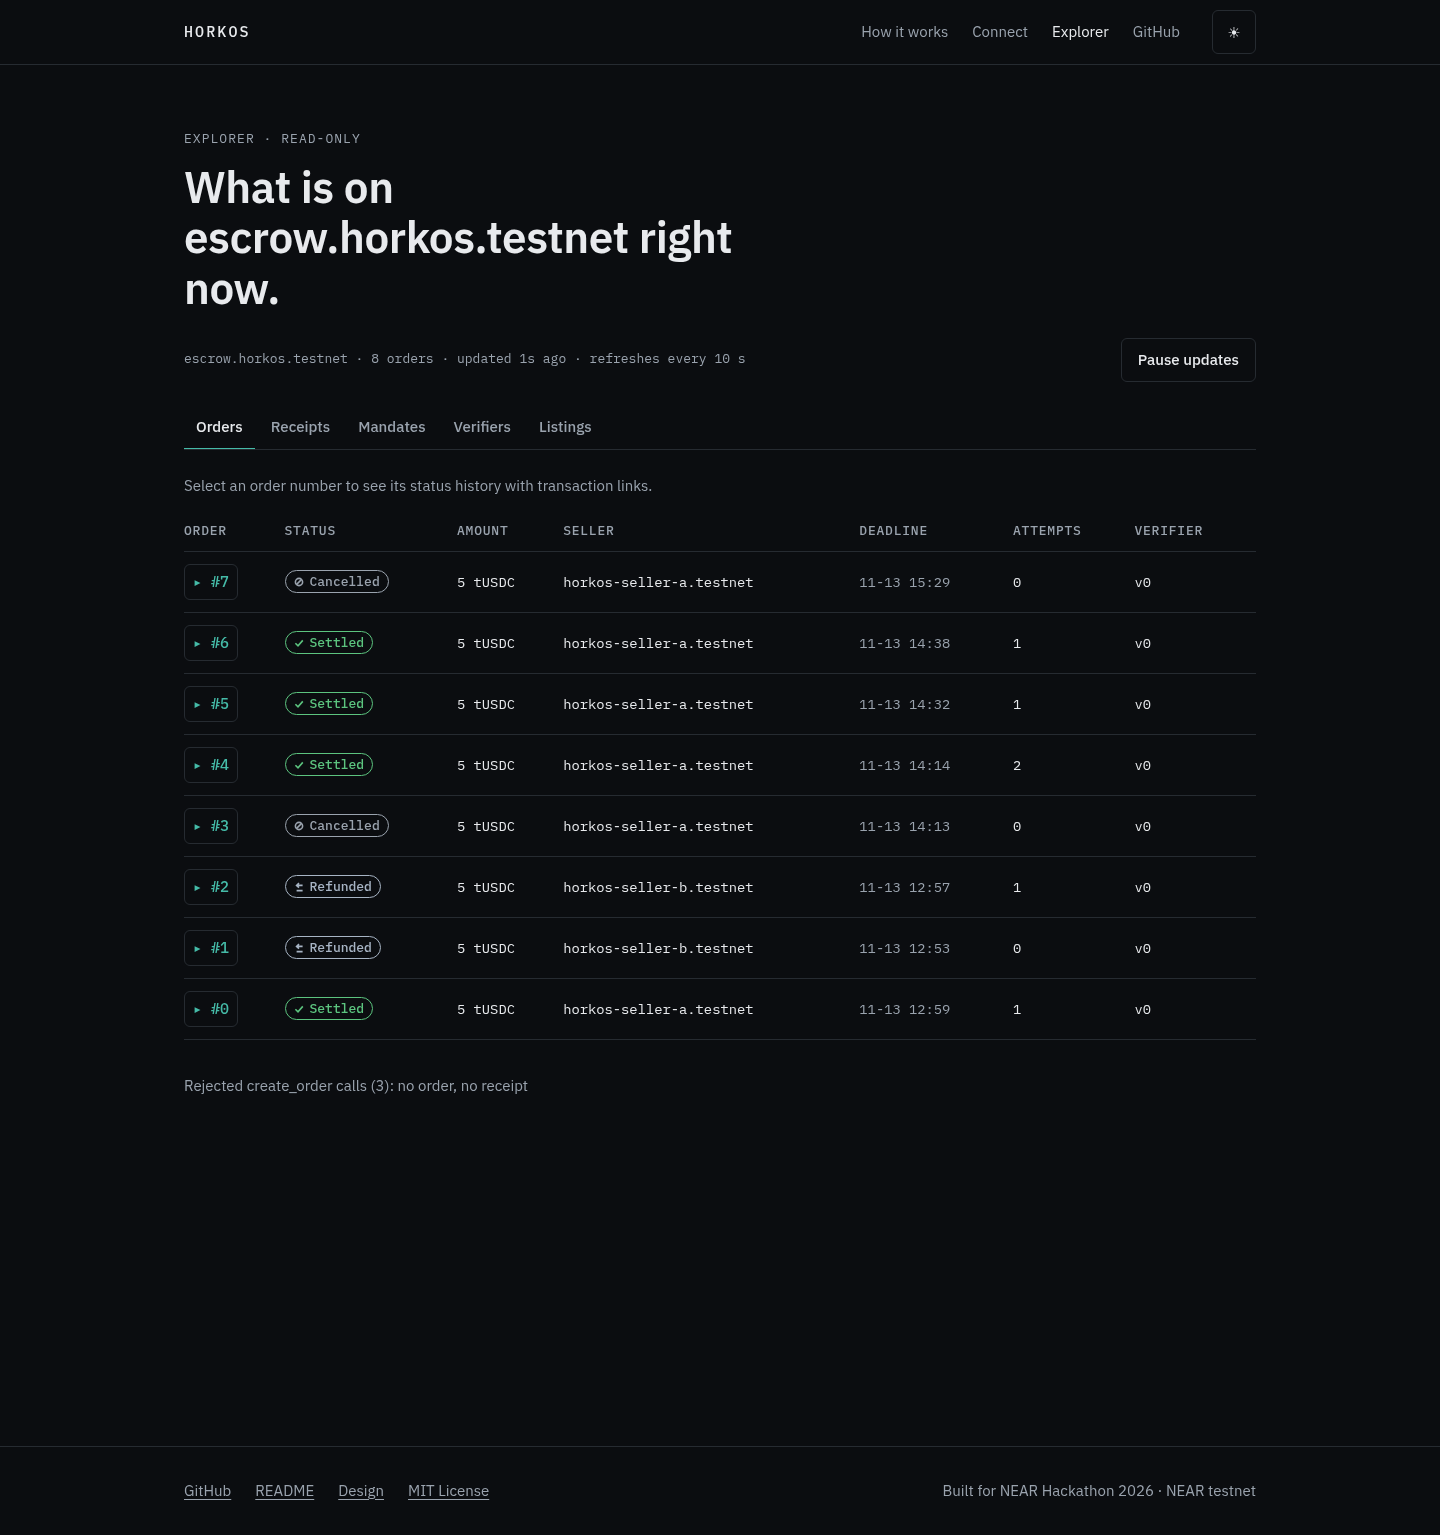 HORKOS
How it works Connect Explorer GitHub ☀
EXPLORER · READ-ONLY
What is on
escrow.horkos.testnet right
now.
escrow.horkos.testnet · 8 orders · updated 1s ago · refreshes every 10 s
Pause updates
Orders Receipts Mandates Verifiers Listings
Select an order number to see its status history with transaction links.
ORDER STATUS AMOUNT SELLER DEADLINE ATTEMPTS VERIFIER
▸ #7 ⊘ Cancelled 5 tUSDC horkos-seller-a.testnet 11-13 15:29 0 v0
▸ #6 ✓ Settled 5 tUSDC horkos-seller-a.testnet 11-13 14:38 1 v0
▸ #5 ✓ Settled 5 tUSDC horkos-seller-a.testnet 11-13 14:32 1 v0
▸ #4 ✓ Settled 5 tUSDC horkos-seller-a.testnet 11-13 14:14 2 v0
▸ #3 ⊘ Cancelled 5 tUSDC horkos-seller-a.testnet 11-13 14:13 0 v0
▸ #2 Refunded 5 tUSDC horkos-seller-b.testnet 11-13 12:57 1 v0
▸ #1 Refunded 5 tUSDC horkos-seller-b.testnet 11-13 12:53 0 v0
▸ #0 ✓ Settled 5 tUSDC horkos-seller-a.testnet 11-13 12:59 1 v0
Rejected create_order calls (3): no order, no receipt
GitHub README Design MIT License
Built for NEAR Hackathon 2026 · NEAR testnet